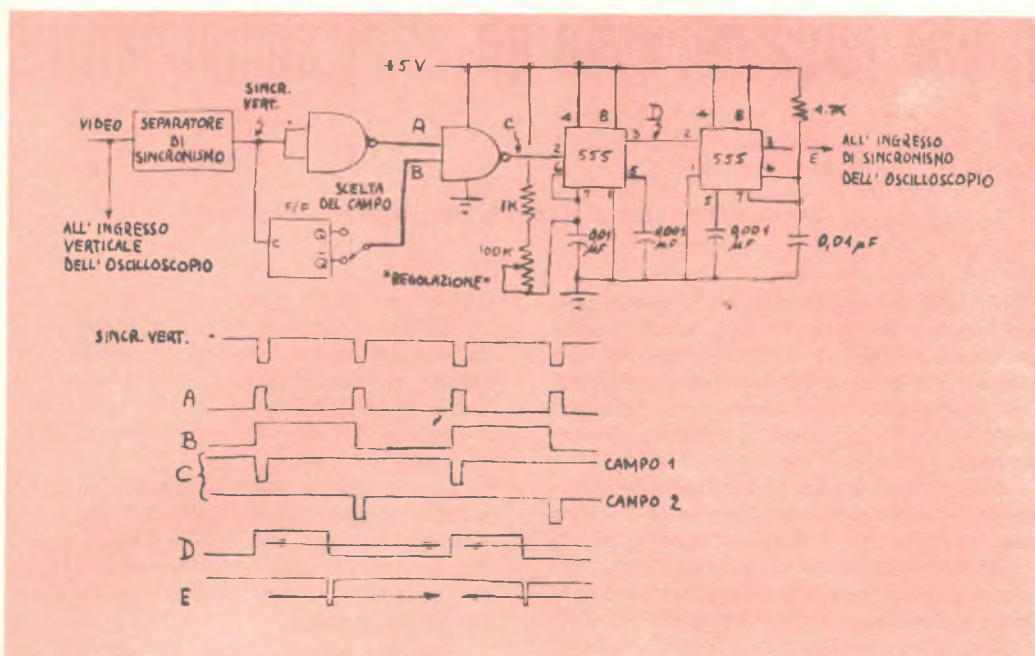 +5 V
SINCR.
VERT.
VIDEO
SEPARATORE
DI
SINCRONISMO
A
B
C
D
E
4
8
2
3
555
6
5
7
1
4
8
2
3
555
1
6
5
7
4.7K
ALL' INGRESSO
DI SINCRONISMO
DELL'OSCILLOSCOPIO
ALL' INGRESSO
VERTICALE
DELL'OSCILLOSCOPIO
F/F
SCELTA
DEL CAMPO
C
Q
Q
1K
100K
"REGOLAZIONE"
0,01
µF
0,001
µF
0,001
µF
0,01 µF
SINCR. VERT.
A
B
C
CAMPO 1
CAMPO 2
D
E